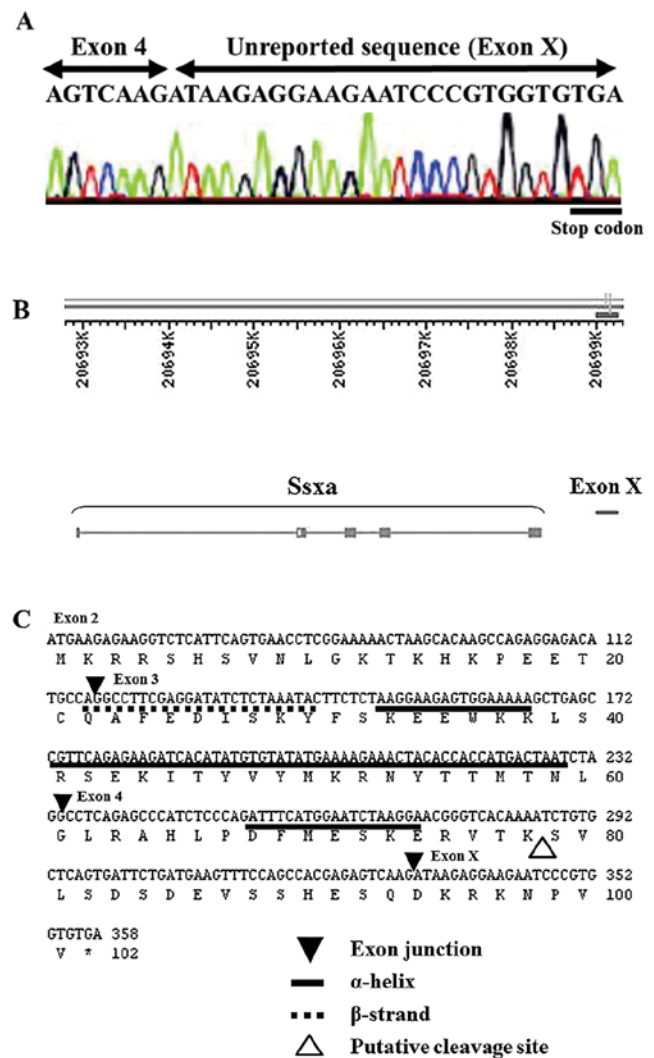 A
Exon 4 Unreported sequence (Exon X)
AGTCAAGATAAGAGGAAGAATCCCGTGGTGTGA
Stop codon
B
20693K 20694K 20695K 20696K 20697K 20698K 20699K
Ssxa Exon X
C
Exon 2
ATGAAGAGAAGGTCTCATTCAGTGAACCTCGGAAAAACTAAGCACAAGCCAGAGGAGACA 112
M K R R S H S V N L G K T K H K P E E T 20
Exon 3
TGCCAGGCCTTCGAGGATATCTCTAAATACTTCTCTAAGGAAGAGTGGAAAAAGCTGAGC 172
C Q A F E D I S K Y F S K E E W K K L S 40
CGTTCAGAGAAGATCACATATGTGTATATGAAAAGAAACTACACCACCATGACTAATCTA 232
R S E K I T Y V Y M K R N Y T T M T N L 60
Exon 4
GGCCTCAGAGCCCATCTCCCAGATTTCATGGAATCTAAGGAACGGGTCACAAAATCTGTG 292
G L R A H L P D F M E S K E R V T K S V 80
Exon X
CTCAGTGATTCTGATGAAGTTTCCAGCCACGAGAGTCAAGATAAGAGGAAGAATCCCGTG 352
L S D S D E V S S H E S Q D K R K N P V 100
GTGTGA 358
V * 102
Exon junction
α-helix
β-strand
Putative cleavage site